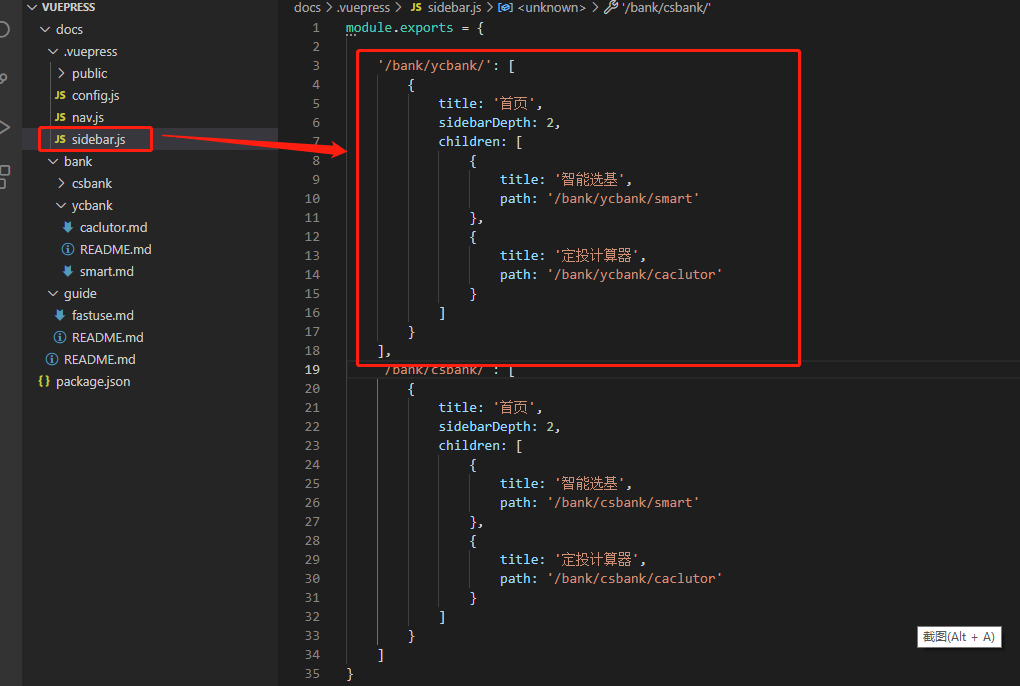 VUEPRESS
docs
.vuepress
public
JS config.js
JS nav.js
JS sidebar.js
bank
csbank
ycbank
caclutor.md
README.md
smart.md
guide
fastuse.md
README.md
README.md
{} package.json
docs > .vuepress > JS sidebar.js > <unknown> > '/bank/csbank/'
1 module.exports = {
2
3 '/bank/ycbank/': [
4 {
5 title: '首页',
6 sidebarDepth: 2,
7 children: [
8 {
9 title: '智能选基',
10 path: '/bank/ycbank/smart'
11 },
12 {
13 title: '定投计算器',
14 path: '/bank/ycbank/caclutor'
15 }
16 ]
17 }
18 ],
19 '/bank/csbank/': [
20 {
21 title: '首页',
22 sidebarDepth: 2,
23 children: [
24 {
25 title: '智能选基',
26 path: '/bank/csbank/smart'
27 },
28 {
29 title: '定投计算器',
30 path: '/bank/csbank/caclutor'
31 }
32 ]
33 }
34 ]
35 }
截图(Alt + A)